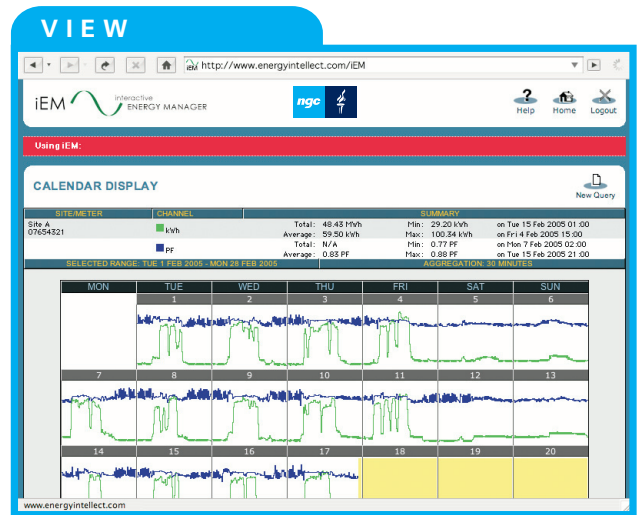 VIEW
http://www.energyintellect.com/iEM
iEM interactive ENERGY MANAGER
ngc
Help Home Logout
Using iEM:
CALENDAR DISPLAY
New Query
SITE/METER CHANNEL SUMMARY
Site A kWh Total: 48.43 MWh Min: 29.20 kWh on Tue 15 Feb 2005 01:00
07654321 Average: 59.50 kWh Max: 100.34 kWh on Fri 4 Feb 2005 15:00
PF Total: N/A Min: 0.77 PF on Mon 7 Feb 2005 02:00
Average: 0.83 PF Max: 0.88 PF on Tue 15 Feb 2005 21:00
SELECTED RANGE: TUE 1 FEB 2005 - MON 28 FEB 2005 AGGREGATION: 30 MINUTES
MON TUE WED THU FRI SAT SUN
1 2 3 4 5 6
7 8 9 10 11 12 13
14 15 16 17 18 19 20
www.energyintellect.com